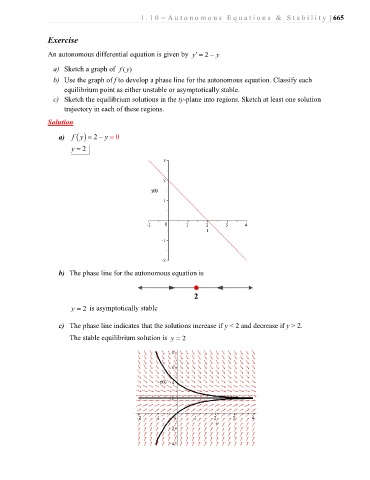 1.10 – Autonomous Equations & Stability | 665
Exercise
An autonomous differential equation is given by y' = 2 − y
a) Sketch a graph of f(y)
b) Use the graph of f to develop a phase line for the autonomous equation. Classify each
equilibrium point as either unstable or asymptotically stable.
c) Sketch the equilibrium solutions in the ty-plane into regions. Sketch at least one solution
trajectory in each of these regions.
Solution
a) f(y) = 2 − y = 0
y = 2
3
2
y(t)
1
-1 0 1 2 3 4
t
-1
-2
b) The phase line for the autonomous equation is
2
y = 2 is asymptotically stable
c) The phase line indicates that the solutions increase if y < 2 and decrease if y > 2.
The stable equilibrium solution is y = 2
y(t)